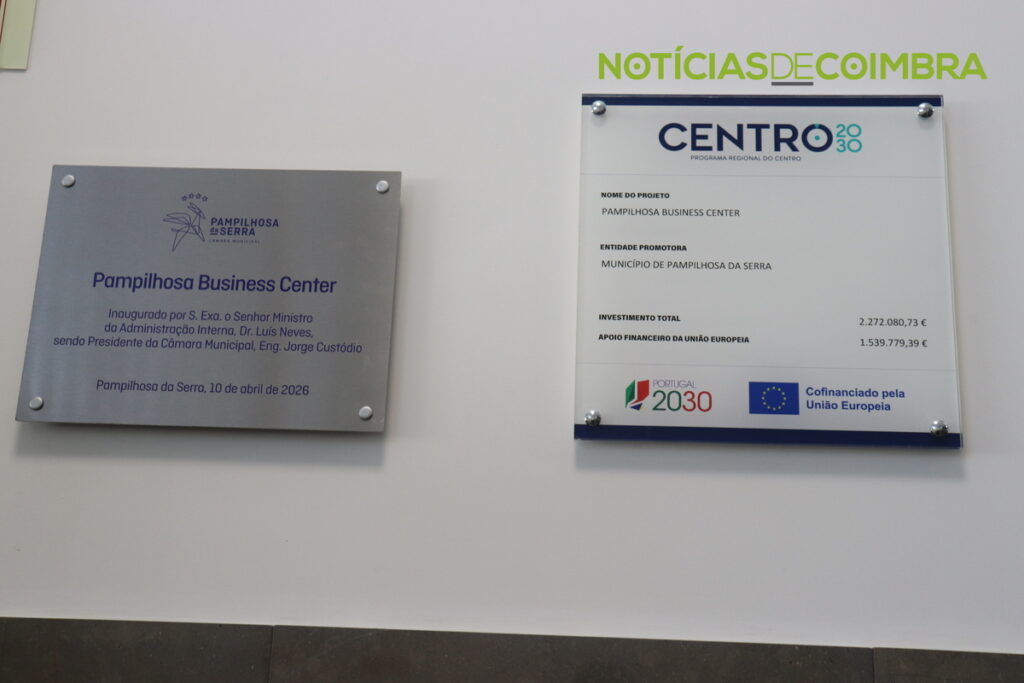 NOTÍCIASDECOIMBRA
PAMPILHOSA
da SERRA
CÂMARA MUNICIPAL
Pampilhosa Business Center
Inaugurado por S. Exa. o Senhor Ministro
da Administração Interna, Dr. Luís Neves,
sendo Presidente da Câmara Municipal, Eng. Jorge Custódio
Pampilhosa da Serra, 10 de abril de 2026
CENTRO 2030
PROGRAMA REGIONAL DO CENTRO
NOME DO PROJETO
PAMPILHOSA BUSINESS CENTER
ENTIDADE PROMOTORA
MUNICÍPIO DE PAMPILHOSA DA SERRA
INVESTIMENTO TOTAL 2.272.080,73 €
APOIO FINANCEIRO DA UNIÃO EUROPEIA 1.539.779,39 €
PORTUGAL
2030
Cofinanciado pela
União Europeia